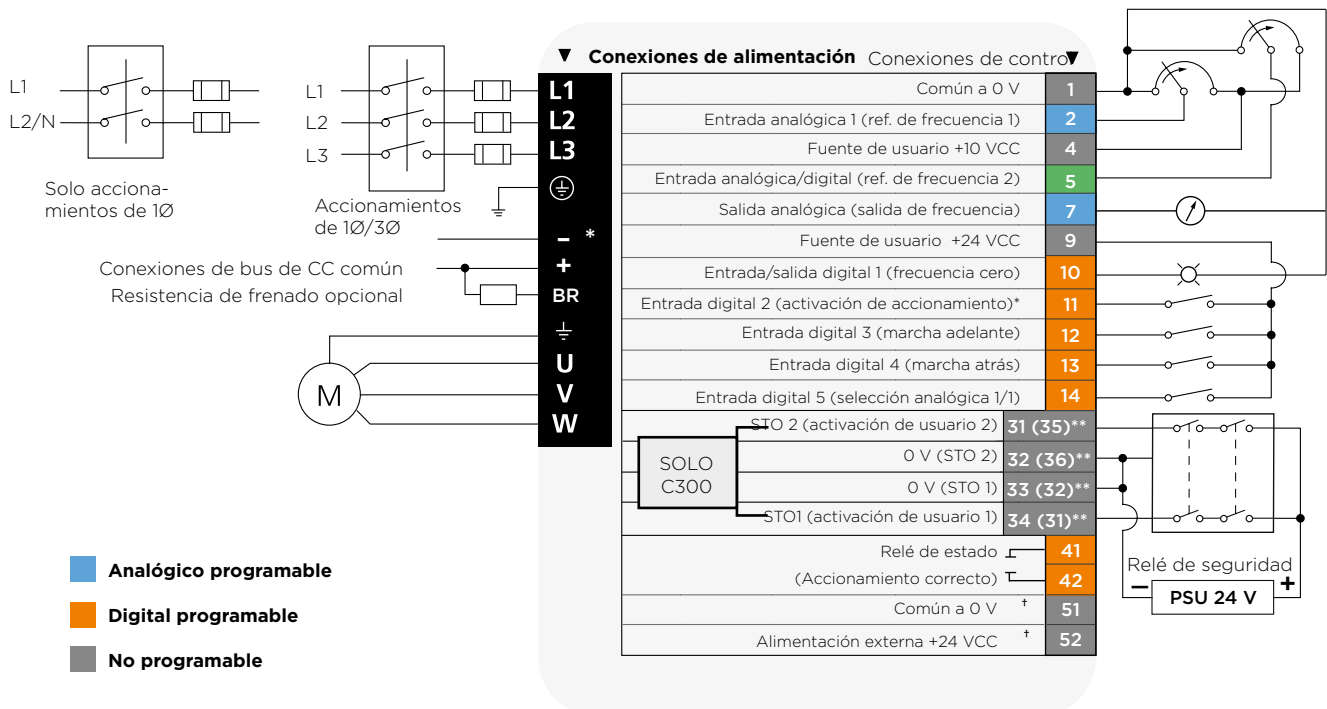 ▼ Conexiones de alimentación Conexiones de contro▼
L1
L2/N
Solo acciona-
mientos de 1Ø
L1
L2
L3
Accionamientos
de 1Ø/3Ø
Conexiones de bus de CC común
Resistencia de frenado opcional
M
L1
L2
L3
– *
+
BR
U
V
W
Común a 0 V 1
Entrada analógica 1 (ref. de frecuencia 1) 2
Fuente de usuario +10 VCC 4
Entrada analógica/digital (ref. de frecuencia 2) 5
Salida analógica (salida de frecuencia) 7
Fuente de usuario +24 VCC 9
Entrada/salida digital 1 (frecuencia cero) 10
Entrada digital 2 (activación de accionamiento)* 11
Entrada digital 3 (marcha adelante) 12
Entrada digital 4 (marcha atrás) 13
Entrada digital 5 (selección analógica 1/1) 14
STO 2 (activación de usuario 2) 31 (35)**
0 V (STO 2) 32 (36)**
0 V (STO 1) 33 (32)**
STO1 (activación de usuario 1) 34 (31)**
SOLO
C300
Relé de estado 41
(Accionamiento correcto) 42
Común a 0 V † 51
Alimentación externa +24 VCC † 52
Relé de seguridad
– PSU 24 V +
Analógico programable
Digital programable
No programable